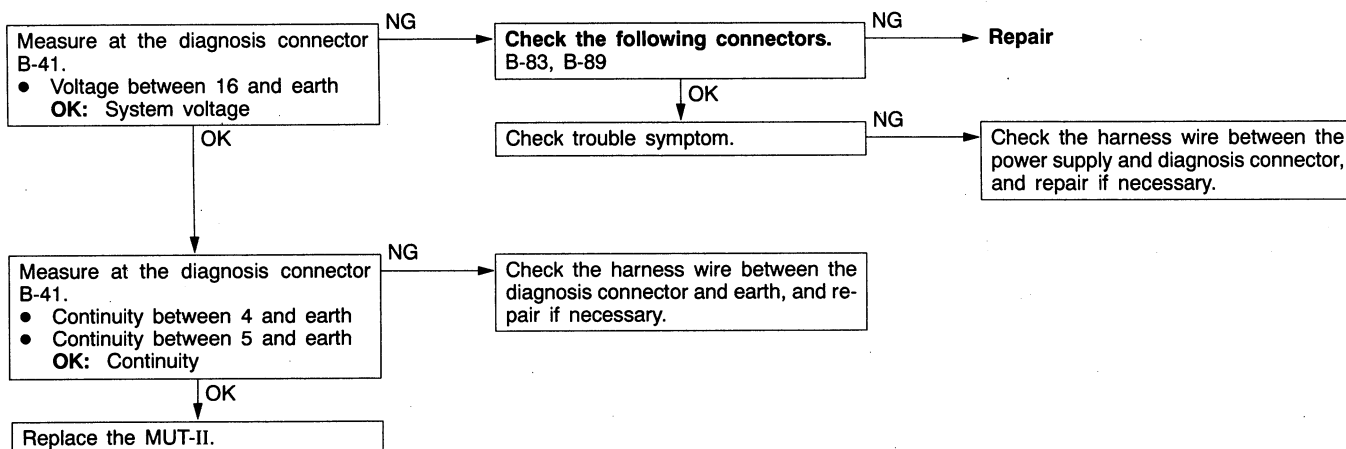 Measure at the diagnosis connector
B-41.
● Voltage between 16 and earth
OK: System voltage
NG
Check the following connectors.
B-83, B-89
NG
Repair
OK
Check trouble symptom.
NG
Check the harness wire between the
power supply and diagnosis connector,
and repair if necessary.
OK
Measure at the diagnosis connector
B-41.
● Continuity between 4 and earth
● Continuity between 5 and earth
OK: Continuity
NG
Check the harness wire between the
diagnosis connector and earth, and re-
pair if necessary.
OK
Replace the MUT-II.